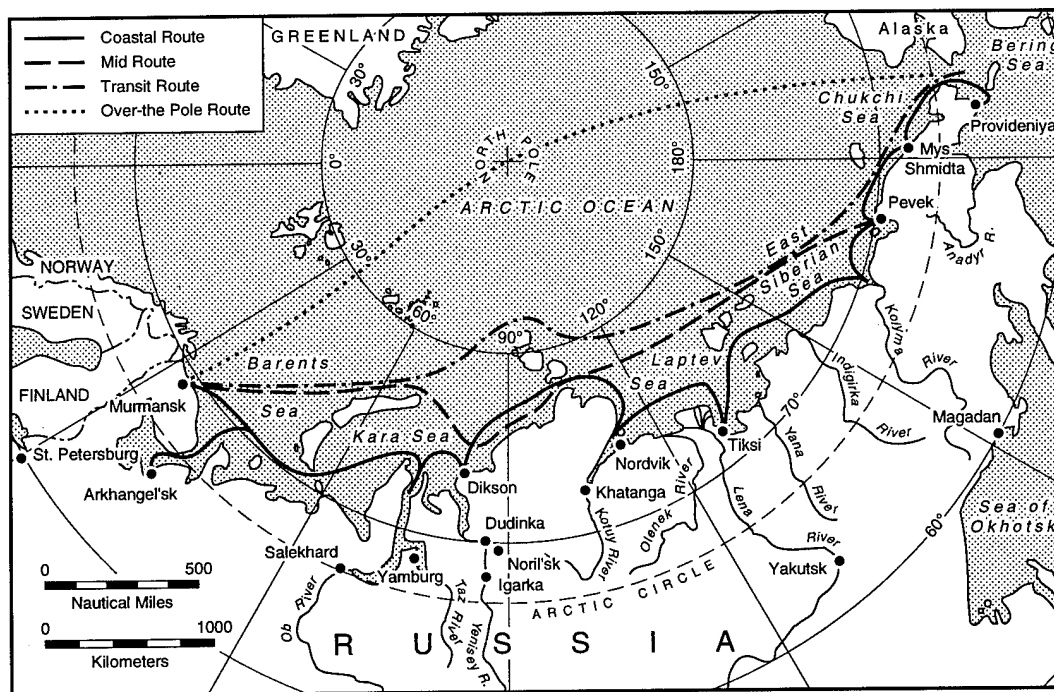 Coastal Route
Mid Route
Transit Route
Over-the Pole Route
GREENLAND
30°
0°
30°
60°
90°
120°
150°
180°
150°
150°
NORTH POLE
ARCTIC OCEAN
Alaska
Bering
Sea
Chukchi
Sea
Provideniya
Mys
Shmidta
Pevek
Anadyr R.
East
Siberian
Sea
Kolyma
River
Indigirka
River
Magadan
Sea of
Okhotsk
60°
70°
NORWAY
SWEDEN
FINLAND
Murmansk
St. Petersburg
Arkhangel'sk
Barents
Sea
Kara Sea
Laptev
Sea
Dikson
Nordvik
Tiksi
Khatanga
Yana
River
Lena
River
Olenek
River
Kotuy River
Dudinka
Noril'sk
Igarka
Salekhard
Yamburg
Yakutsk
Ob
River
Taz River
Yenisey R.
ARCTIC CIRCLE
RUSSIA
0 500
Nautical Miles
0 1000
Kilometers